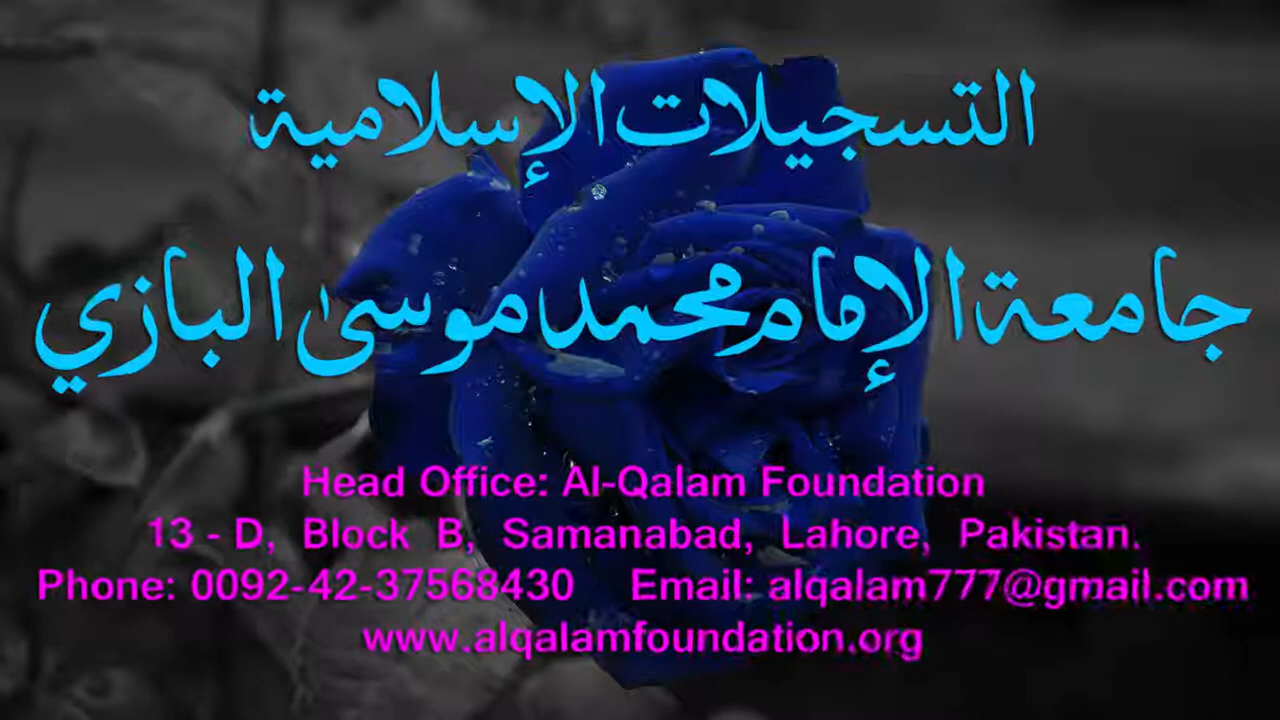 التسجيلات الإسلامية
جامعة الإمام محمد موسىٰ البازي
Head Office: Al-Qalam Foundation
13 - D, Block B, Samanabad, Lahore, Pakistan.
Phone: 0092-42-37568430 Email: alqalam777@gmail.com
www.alqalamfoundation.org